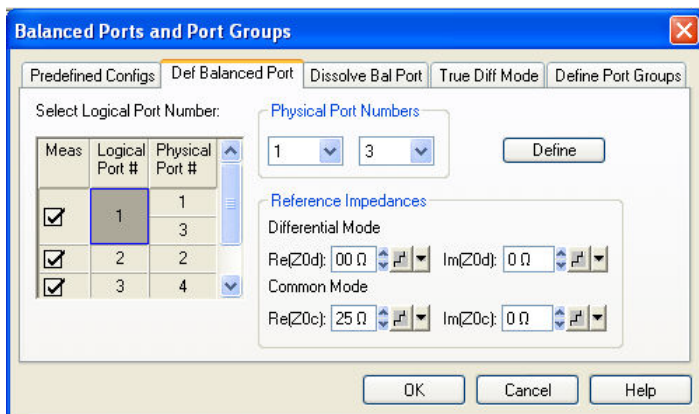 Balanced Ports and Port Groups
Predefined Configs Def Balanced Port Dissolve Bal Port True Diff Mode Define Port Groups
Select Logical Port Number:
Physical Port Numbers
Meas Logical Port # Physical Port #
1 3 Define
1 1
3
2 2
3 4
Reference Impedances
Differential Mode
Re(Z0d): 00 Ω Im(Z0d): 0 Ω
Common Mode
Re(Z0c): 25 Ω Im(Z0c): 0 Ω
OK Cancel Help